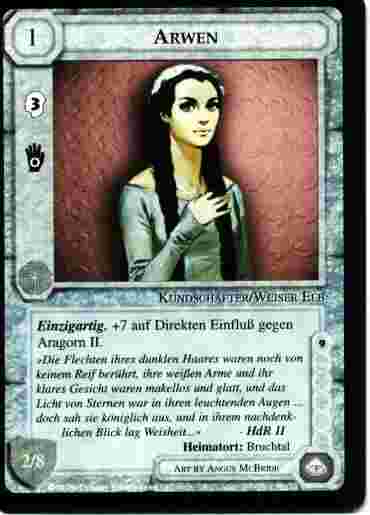 1
ARWEN
3
KUNDSCHAFTER/WEISER ELB
Einzigartig. +7 auf Direkten Einfluß gegen
Aragorn II.
9
»Die Flechten ihres dunklen Haares waren noch von
keinem Reif berührt, ihre weißen Arme und ihr
klares Gesicht waren makellos und glatt, und das
Licht von Sternen war in ihren leuchtenden Augen ...
doch sah sie königlich aus, und in ihrem nachdenk-
lichen Blick lag Weisheit...« - HdR II
Heimatort: Bruchtal
2/8
ART BY ANGUS MCBRIDE